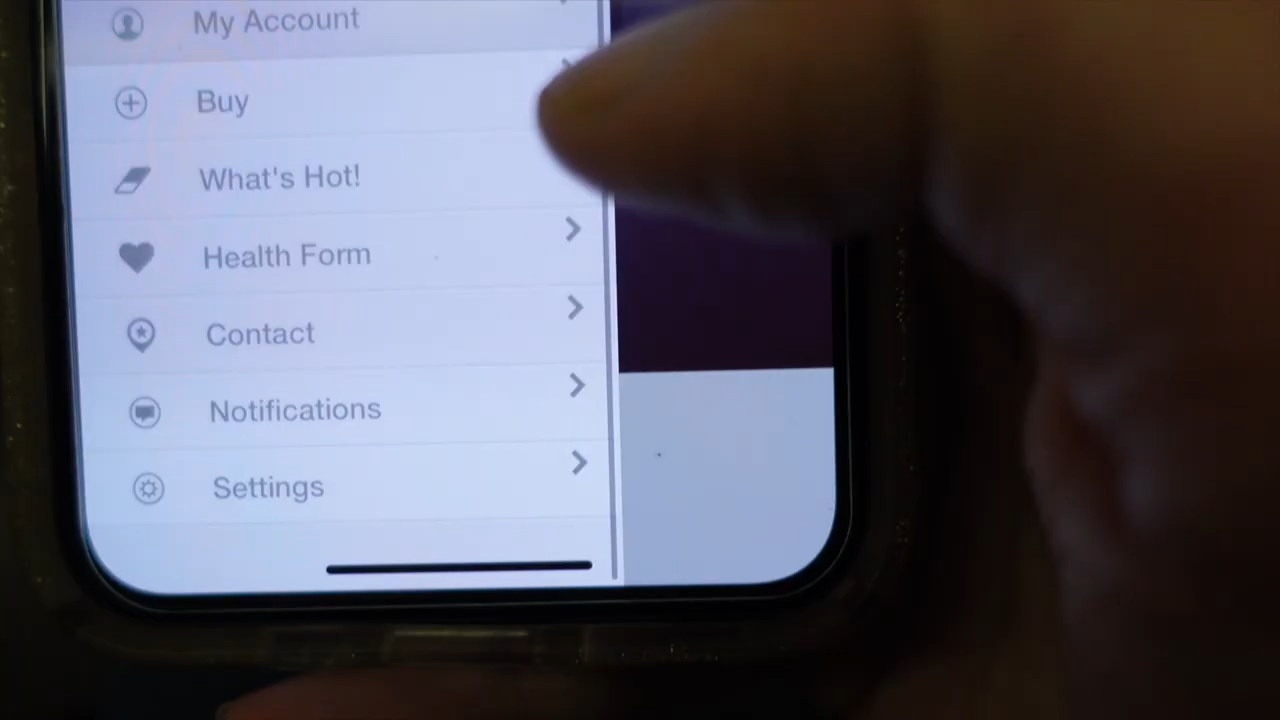 My Account
Buy
What's Hot!
Health Form
Contact
Notifications
Settings